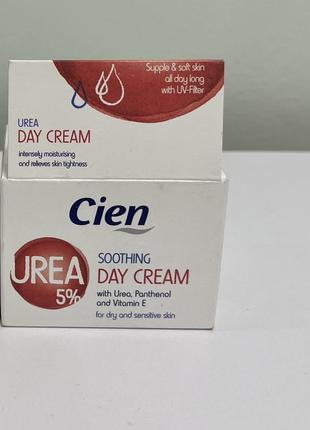 Supple & soft skin
all day long
with UV-Filter
UREA
DAY CREAM
intensely moisturising
and relieves skin tightness
Cien
UREA
5%
SOOTHING
DAY CREAM
with Urea, Panthenol
and Vitamin E
for dry and sensitive skin